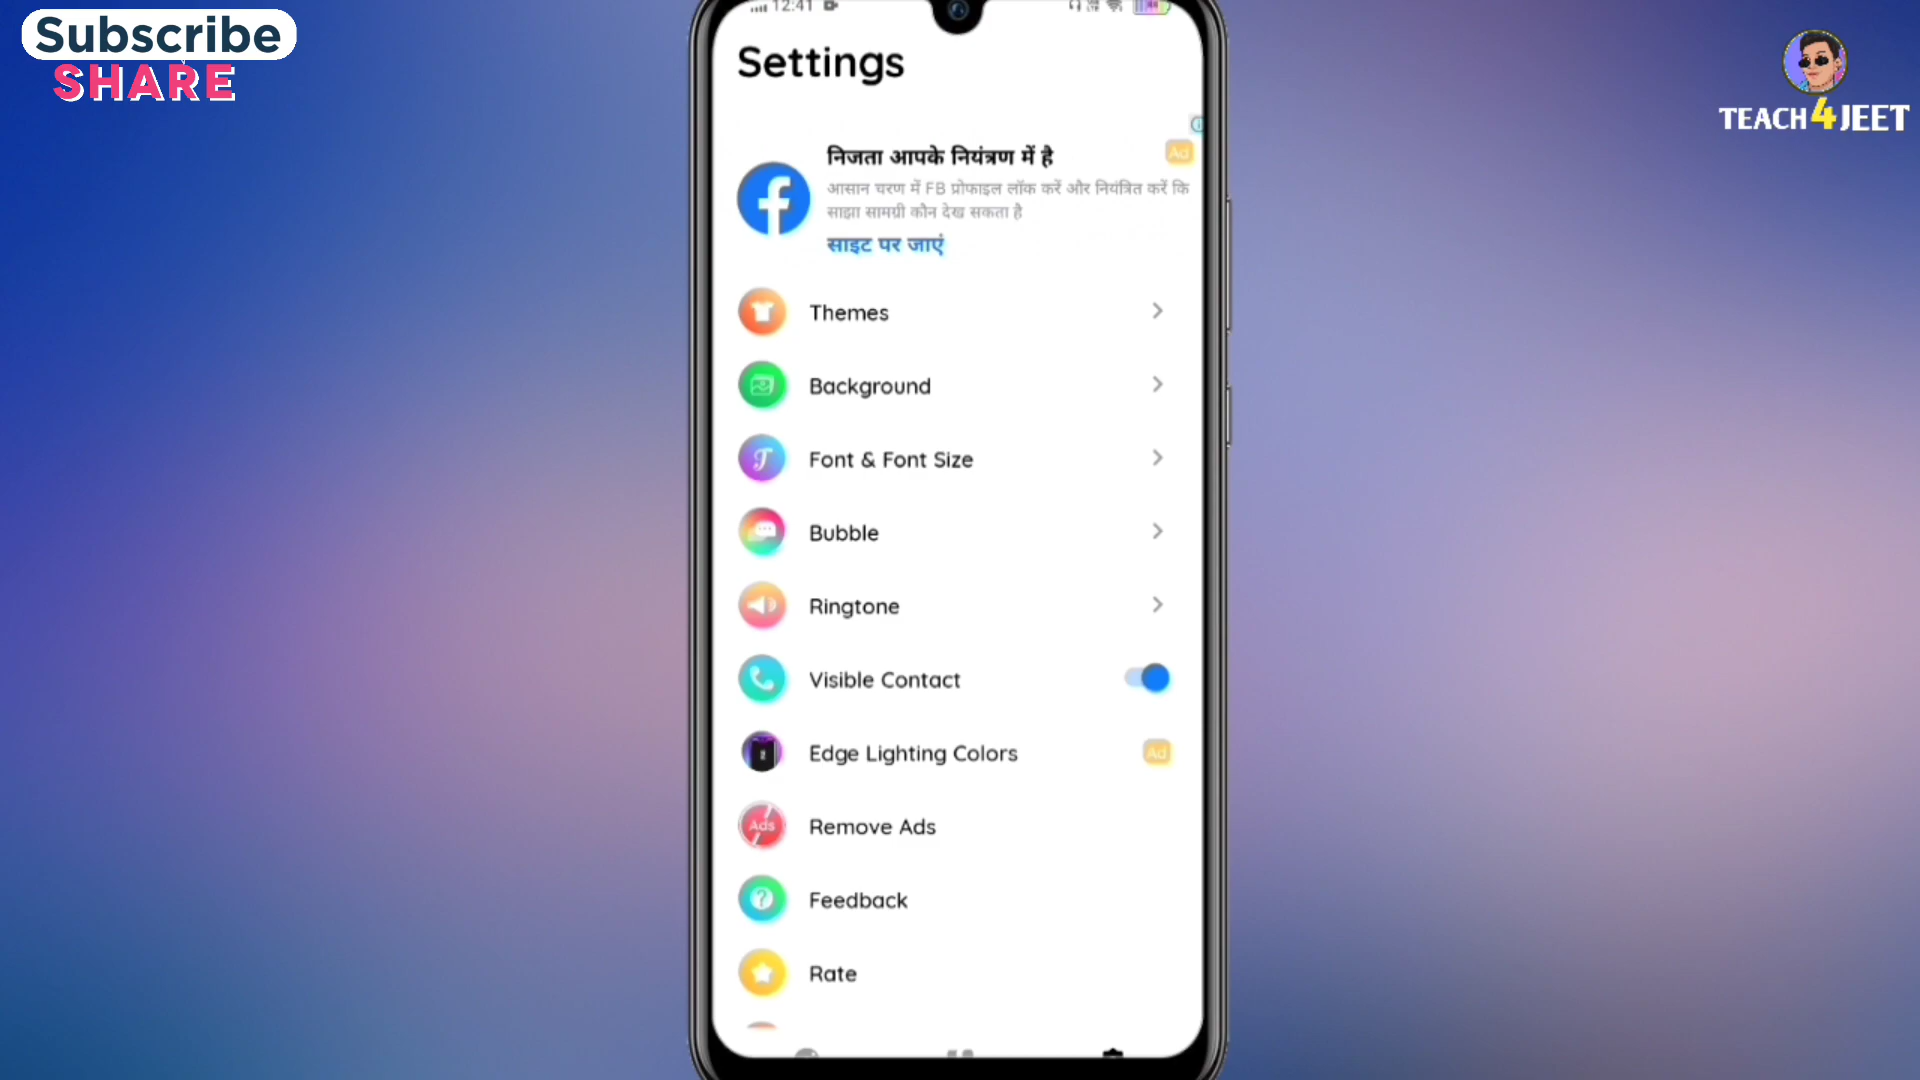 Subscribe
SHARE
TEACH4JEET
12:41
Settings
निजता आपके नियंत्रण में है
Ad
आसान चरण में FB प्रोफाइल लॉक करें और नियंत्रित करें कि
साझा सामग्री कौन देख सकता है
साइट पर जाएं
Themes
Background
Font & Font Size
Bubble
Ringtone
Visible Contact
Edge Lighting Colors
Ad
Ads
Remove Ads
Feedback
Rate